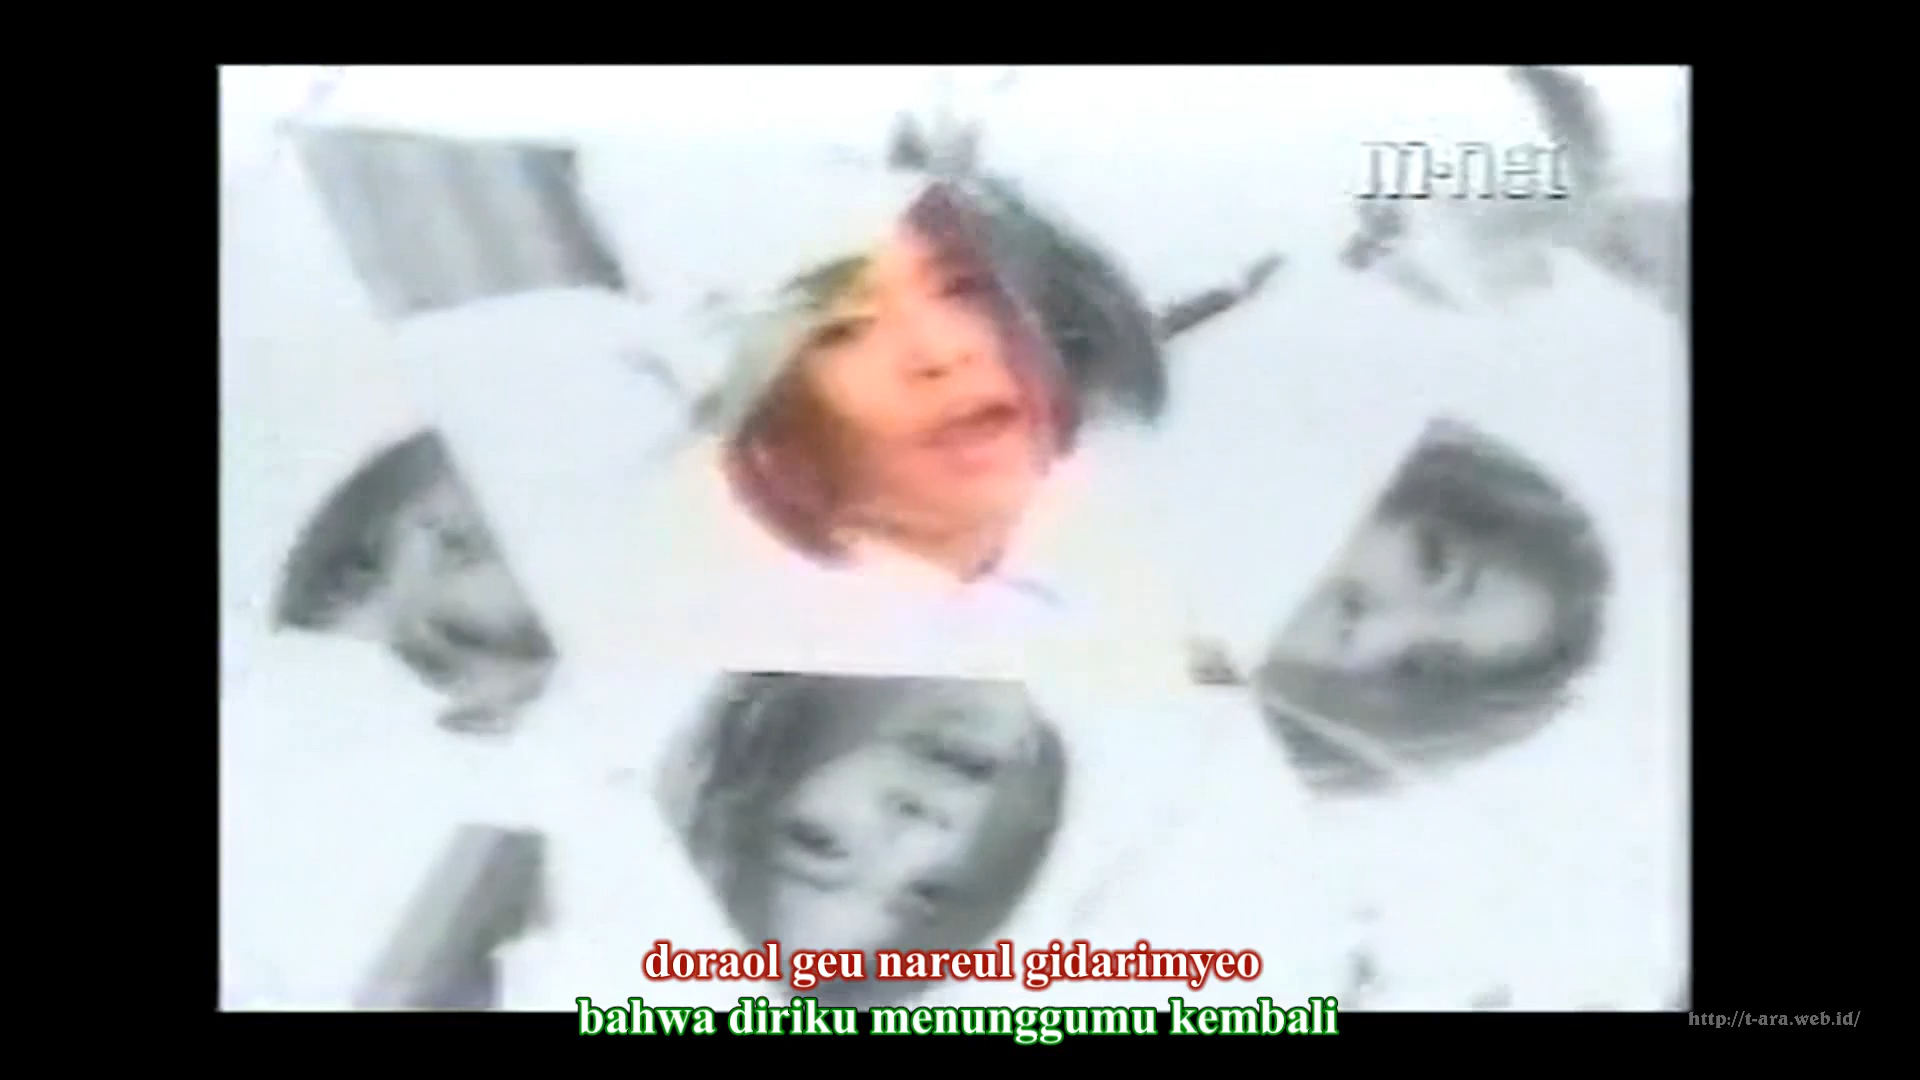 m·net
doraol geu nareul gidarimyeo
bahwa diriku menunggumu kembali
http://t-ara.web.id/